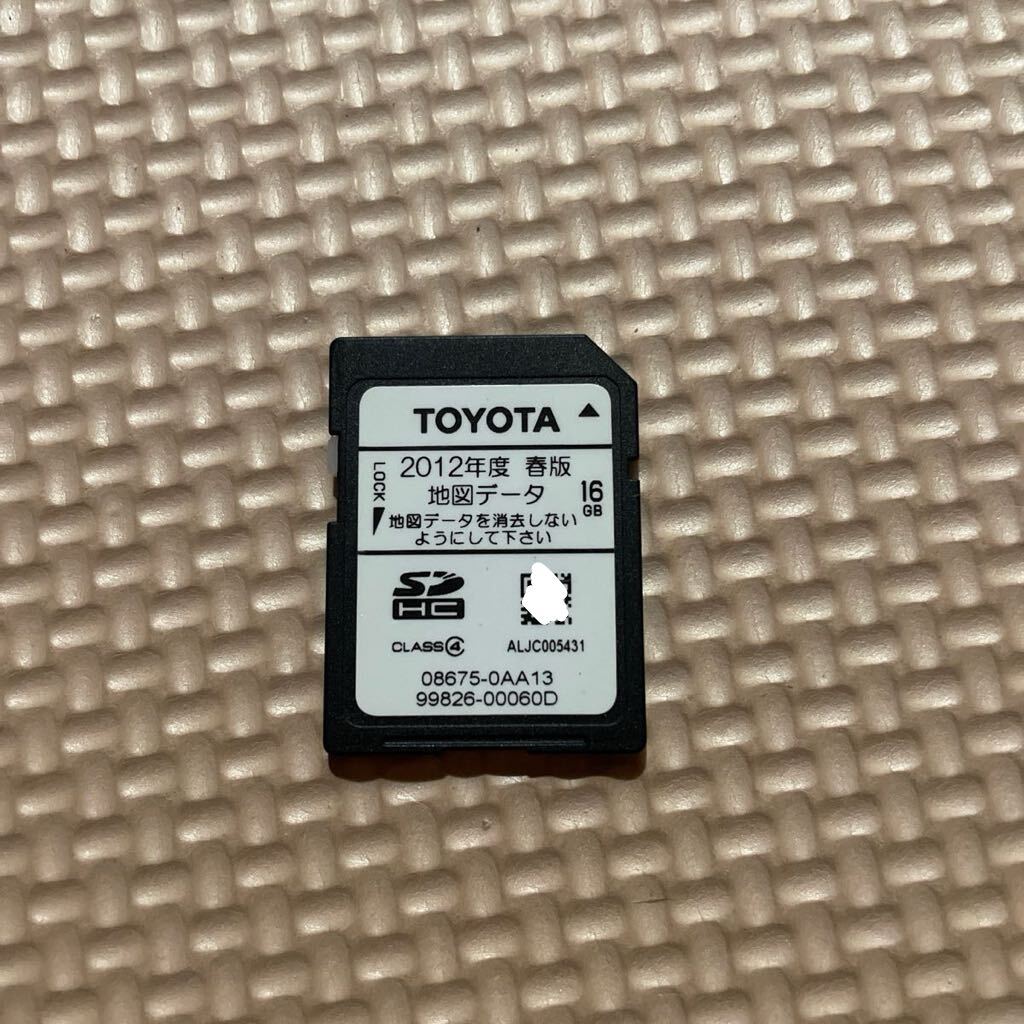 TOYOTA ▲
LOCK
2012年度 春版
地図データ
16
GB
地図データを消去しない
ようにして下さい
SD
HC
CLASS④
ALJC005431
08675-0AA13
99826-00060D